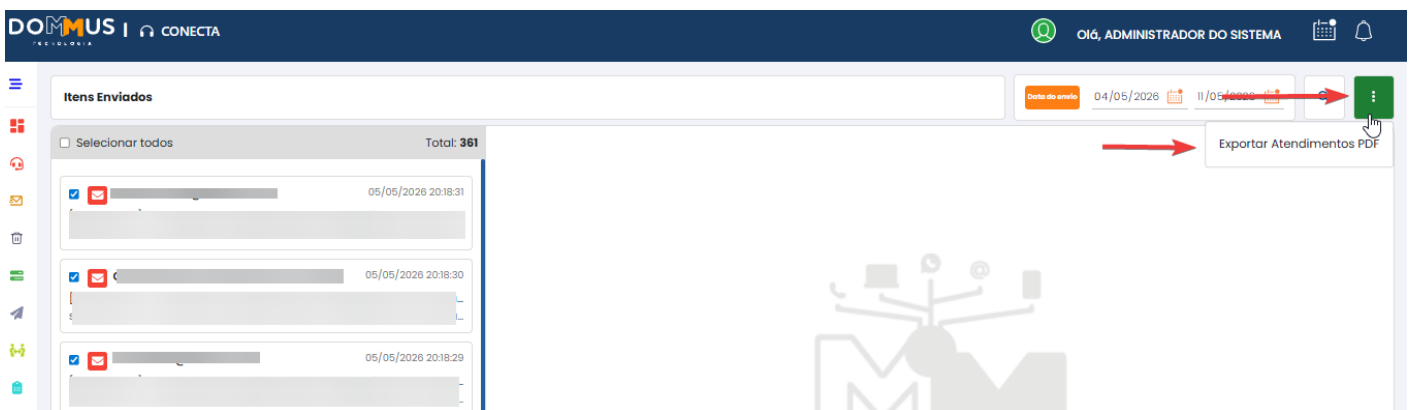 DOMMUS | CONECTA
TECNOLOGIA
Olá, ADMINISTRADOR DO SISTEMA
Itens Enviados
Data do envio 04/05/2026 11/05/2026
Selecionar todos Total: 361
Exportar Atendimentos PDF
05/05/2026 20:18:31
05/05/2026 20:18:30
05/05/2026 20:18:29